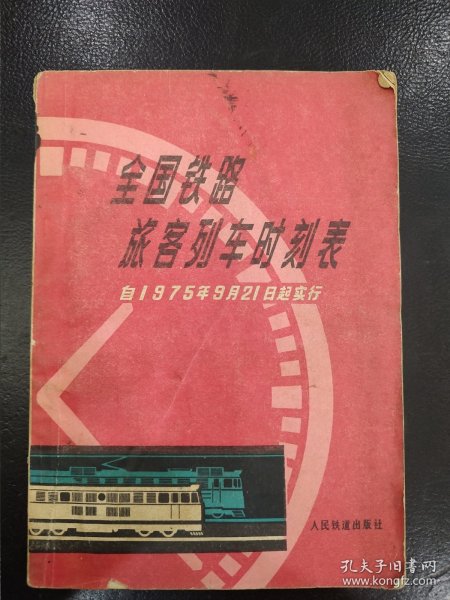 全国铁路
旅客列车时刻表
自1975年9月21日起实行
人民铁道出版社
孔夫子旧书网
www.kongfz.com